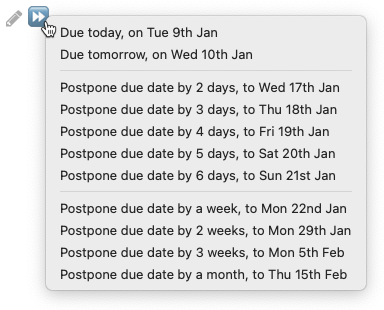 Due today, on Tue 9th Jan
Due tomorrow, on Wed 10th Jan
Postpone due date by 2 days, to Wed 17th Jan
Postpone due date by 3 days, to Thu 18th Jan
Postpone due date by 4 days, to Fri 19th Jan
Postpone due date by 5 days, to Sat 20th Jan
Postpone due date by 6 days, to Sun 21st Jan
Postpone due date by a week, to Mon 22nd Jan
Postpone due date by 2 weeks, to Mon 29th Jan
Postpone due date by 3 weeks, to Mon 5th Feb
Postpone due date by a month, to Thu 15th Feb